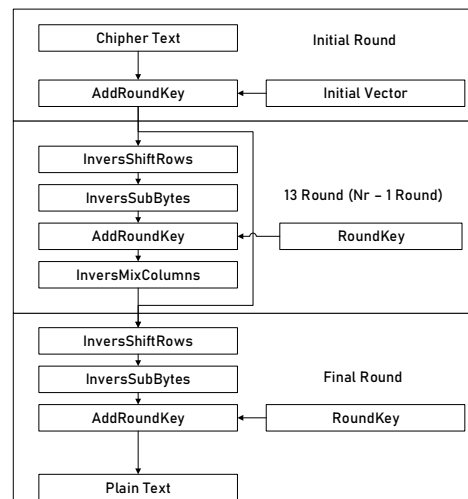 Chipher Text
Initial Round
AddRoundKey
Initial Vector
InversShiftRows
InversSubBytes
13 Round (Nr – 1 Round)
AddRoundKey
RoundKey
InversMixColumns
InversShiftRows
InversSubBytes
Final Round
AddRoundKey
RoundKey
Plain Text